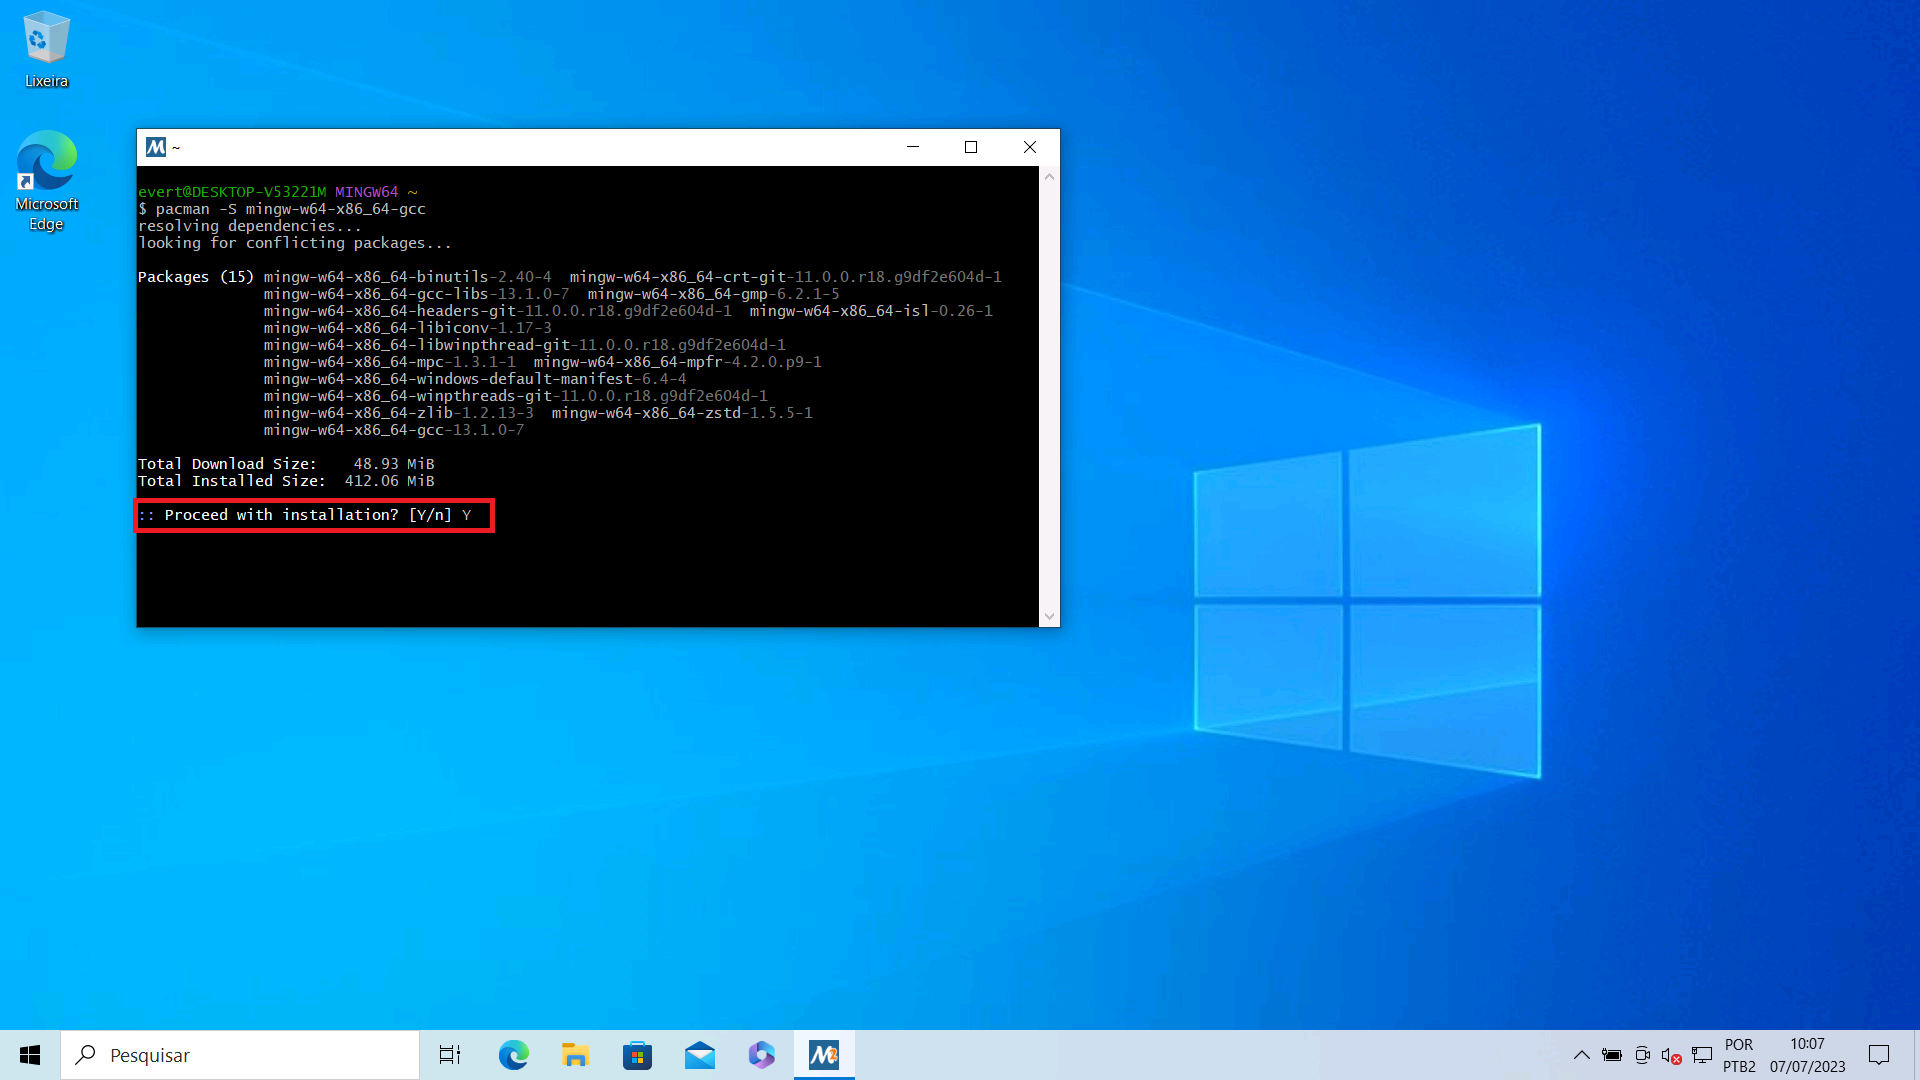 Lixeira
Microsoft
Edge
~
evert@DESKTOP-V53221M MINGW64 ~
$ pacman -S mingw-w64-x86_64-gcc
resolving dependencies...
looking for conflicting packages...
Packages (15) mingw-w64-x86_64-binutils-2.40-4  mingw-w64-x86_64-crt-git-11.0.0.r18.g9df2e604d-1
mingw-w64-x86_64-gcc-libs-13.1.0-7  mingw-w64-x86_64-gmp-6.2.1-5
mingw-w64-x86_64-headers-git-11.0.0.r18.g9df2e604d-1  mingw-w64-x86_64-isl-0.26-1
mingw-w64-x86_64-libiconv-1.17-3
mingw-w64-x86_64-libwinpthread-git-11.0.0.r18.g9df2e604d-1
mingw-w64-x86_64-mpc-1.3.1-1  mingw-w64-x86_64-mpfr-4.2.0.p9-1
mingw-w64-x86_64-windows-default-manifest-6.4-4
mingw-w64-x86_64-winpthreads-git-11.0.0.r18.g9df2e604d-1
mingw-w64-x86_64-zlib-1.2.13-3  mingw-w64-x86_64-zstd-1.5.5-1
mingw-w64-x86_64-gcc-13.1.0-7
Total Download Size:    48.93 MiB
Total Installed Size:  412.06 MiB
:: Proceed with installation? [Y/n] Y
Pesquisar
POR
PTB2
10:07
07/07/2023